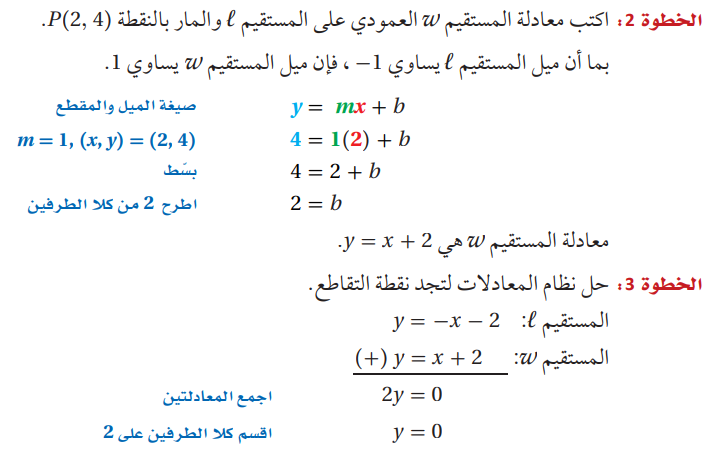 الخطوة 2: اكتب معادلة المستقيم w العمودي على المستقيم ℓ والمار بالنقطة P(2, 4).
بما أن ميل المستقيم ℓ يساوي 1− ، فإن ميل المستقيم w يساوي 1.
y = mx + b صيغة الميل والمقطع
4 = 1(2) + b m = 1, (x, y) = (2, 4)
4 = 2 + b بسّط
2 = b اطرح 2 من كلا الطرفين
معادلة المستقيم w هي y = x + 2.
الخطوة 3: حل نظام المعادلات لتجد نقطة التقاطع.
المستقيم ℓ: y = −x − 2
المستقيم w: (+) y = x + 2
2y = 0 اجمع المعادلتين
y = 0 اقسم كلا الطرفين على 2